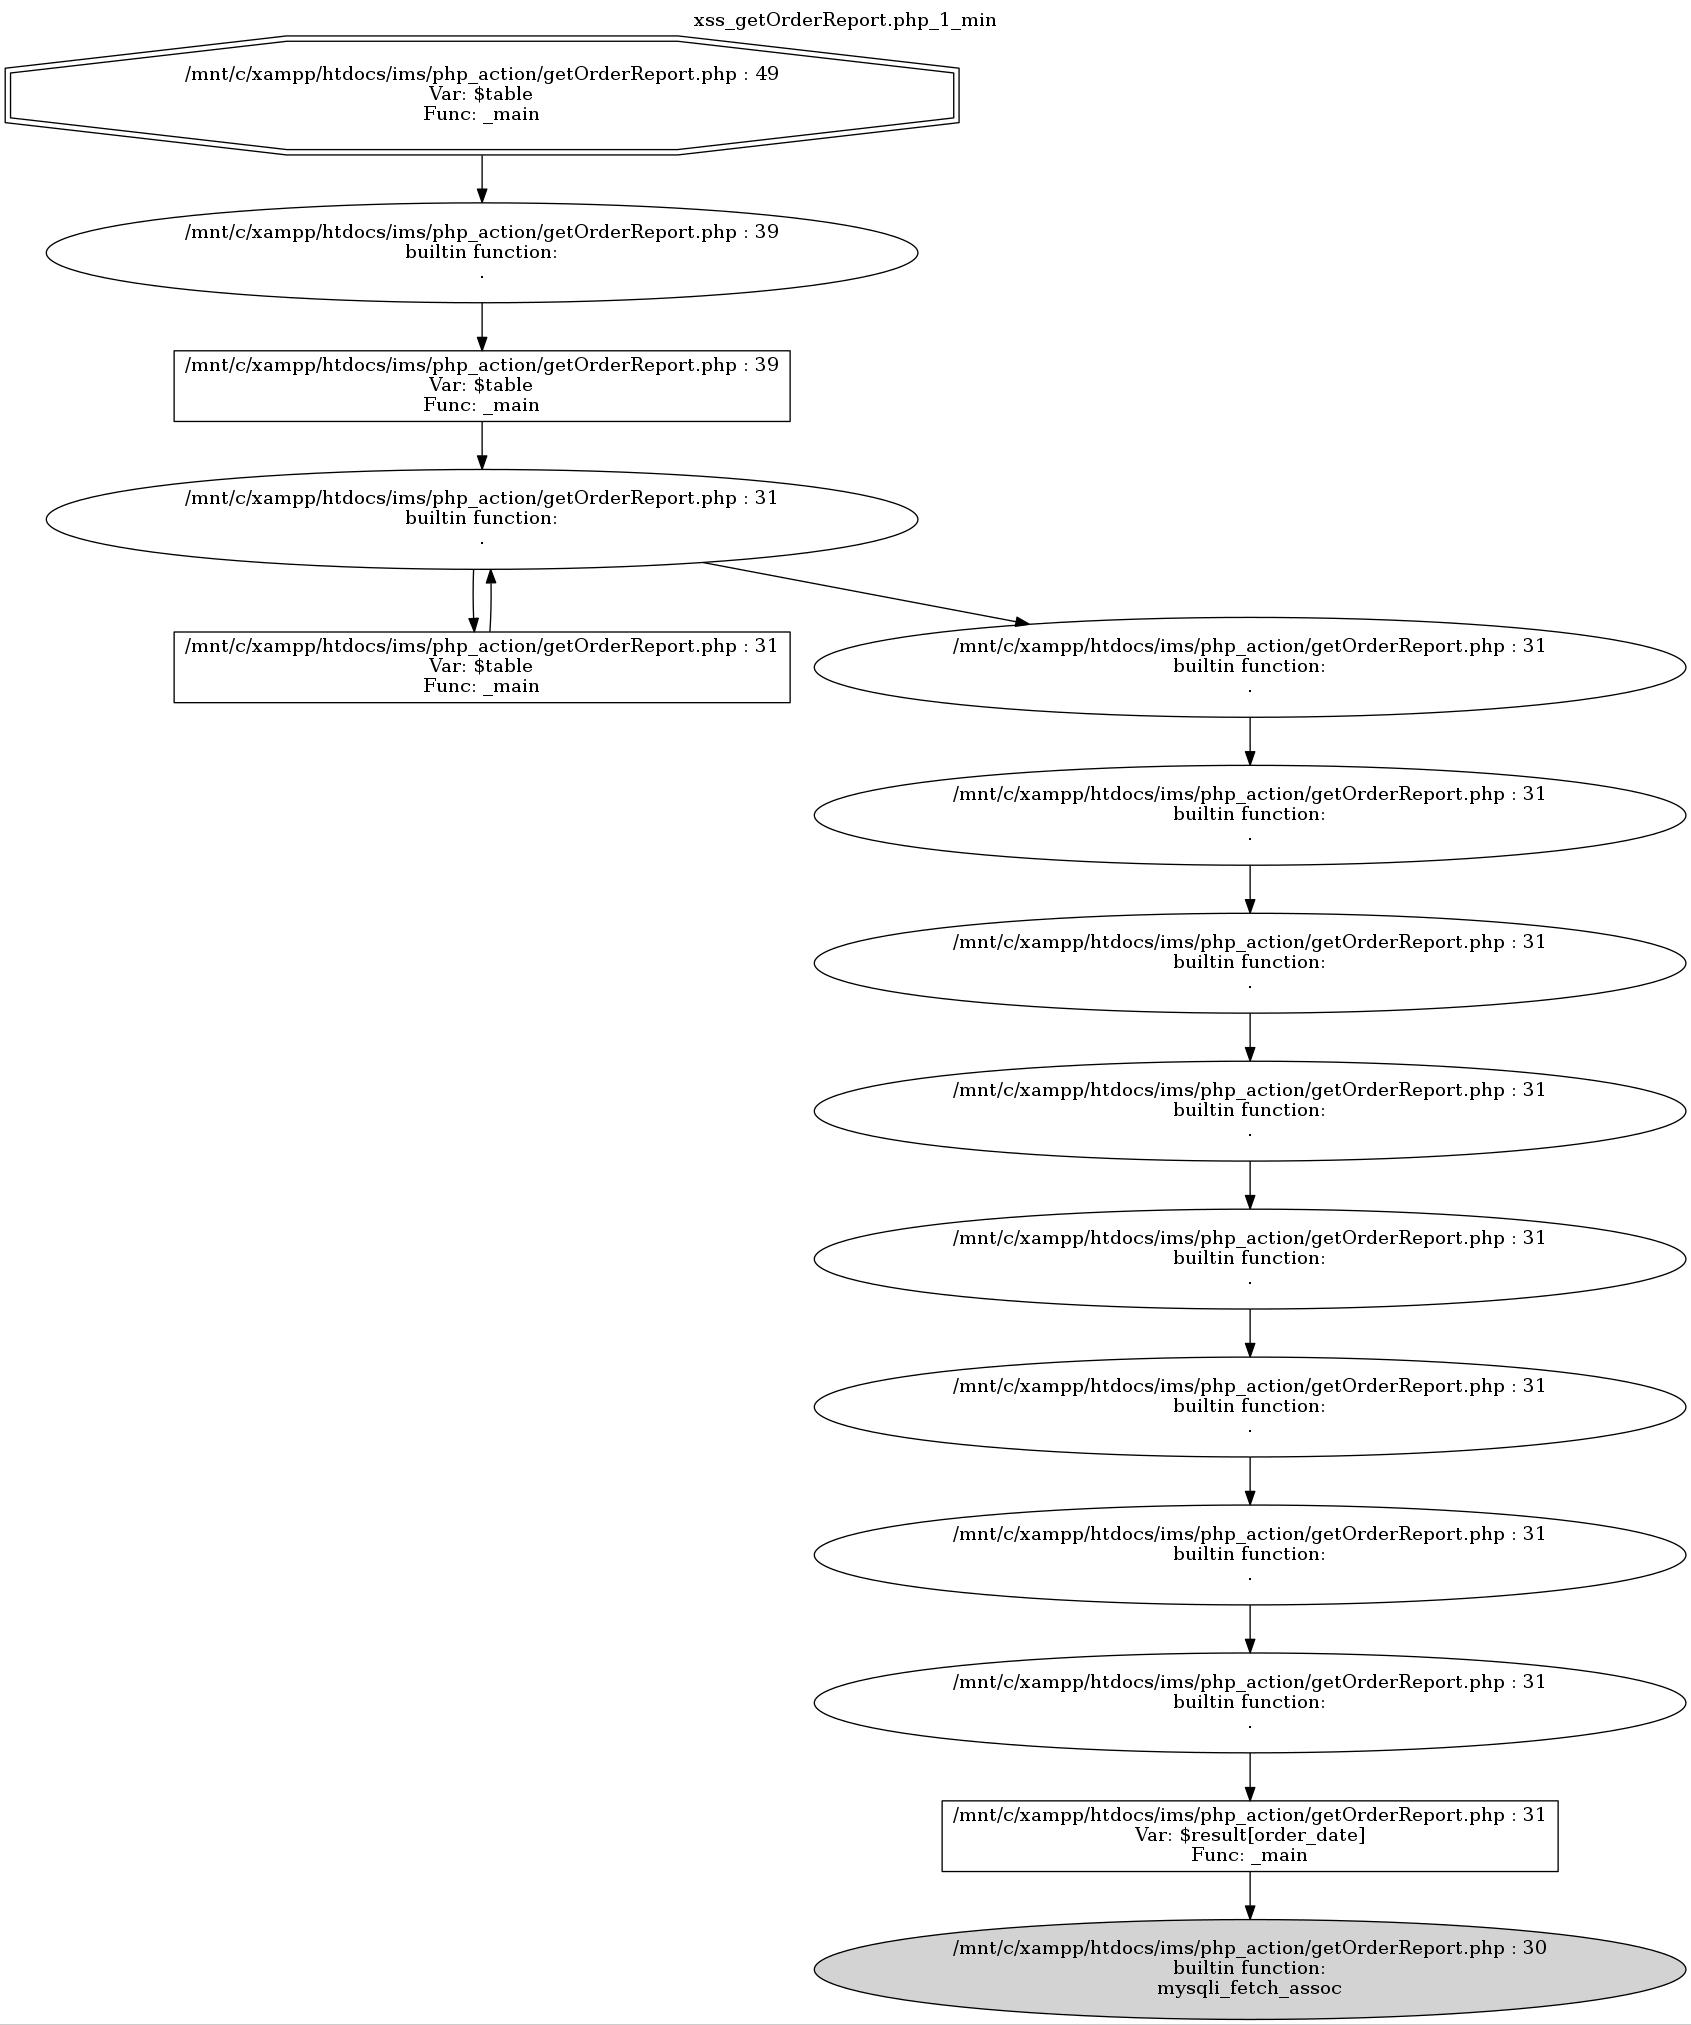 xss_getOrderReport.php_1_min
/mnt/c/xampp/htdocs/ims/php_action/getOrderReport.php : 49
Var: $table
Func: _main
/mnt/c/xampp/htdocs/ims/php_action/getOrderReport.php : 39
builtin function:
.
/mnt/c/xampp/htdocs/ims/php_action/getOrderReport.php : 39
Var: $table
Func: _main
/mnt/c/xampp/htdocs/ims/php_action/getOrderReport.php : 31
builtin function:
.
/mnt/c/xampp/htdocs/ims/php_action/getOrderReport.php : 31
Var: $table
Func: _main
/mnt/c/xampp/htdocs/ims/php_action/getOrderReport.php : 31
builtin function:
.
/mnt/c/xampp/htdocs/ims/php_action/getOrderReport.php : 31
builtin function:
.
/mnt/c/xampp/htdocs/ims/php_action/getOrderReport.php : 31
builtin function:
.
/mnt/c/xampp/htdocs/ims/php_action/getOrderReport.php : 31
builtin function:
.
/mnt/c/xampp/htdocs/ims/php_action/getOrderReport.php : 31
builtin function:
.
/mnt/c/xampp/htdocs/ims/php_action/getOrderReport.php : 31
builtin function:
.
/mnt/c/xampp/htdocs/ims/php_action/getOrderReport.php : 31
builtin function:
.
/mnt/c/xampp/htdocs/ims/php_action/getOrderReport.php : 31
builtin function:
.
/mnt/c/xampp/htdocs/ims/php_action/getOrderReport.php : 31
Var: $result[order_date]
Func: _main
/mnt/c/xampp/htdocs/ims/php_action/getOrderReport.php : 30
builtin function:
mysqli_fetch_assoc